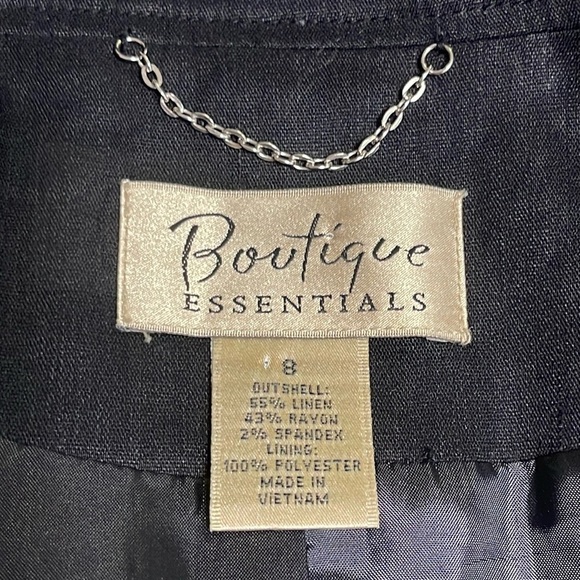 Boutique
ESSENTIALS
8
OUTSHELL:
55% LINEN
43% RAYON
2% SPANDEX
LINING:
100% POLYESTER
MADE IN
VIETNAM